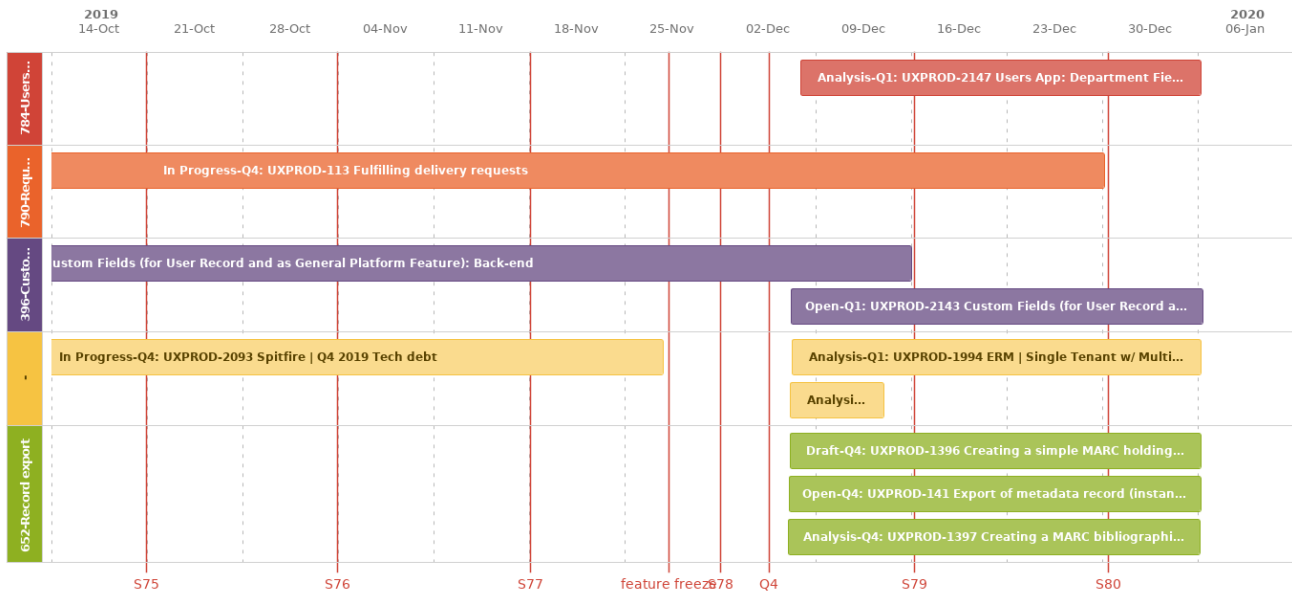 2019
2020
14-Oct 21-Oct 28-Oct 04-Nov 11-Nov 18-Nov 25-Nov 02-Dec 09-Dec 16-Dec 23-Dec 30-Dec 06-Jan
784-Users...
Analysis-Q1: UXPROD-2147 Users App: Department Fie...
790-Requ...
In Progress-Q4: UXPROD-113 Fulfilling delivery requests
396-Custo...
ustom Fields (for User Record and as General Platform Feature): Back-end
Open-Q1: UXPROD-2143 Custom Fields (for User Record a...
-
In Progress-Q4: UXPROD-2093 Spitfire | Q4 2019 Tech debt
Analysis-Q1: UXPROD-1994 ERM | Single Tenant w/ Multi...
Analysi...
652-Record export
Draft-Q4: UXPROD-1396 Creating a simple MARC holding...
Open-Q4: UXPROD-141 Export of metadata record (instan...
Analysis-Q4: UXPROD-1397 Creating a MARC bibliographi...
S75 S76 S77 feature freeze S78 Q4 S79 S80